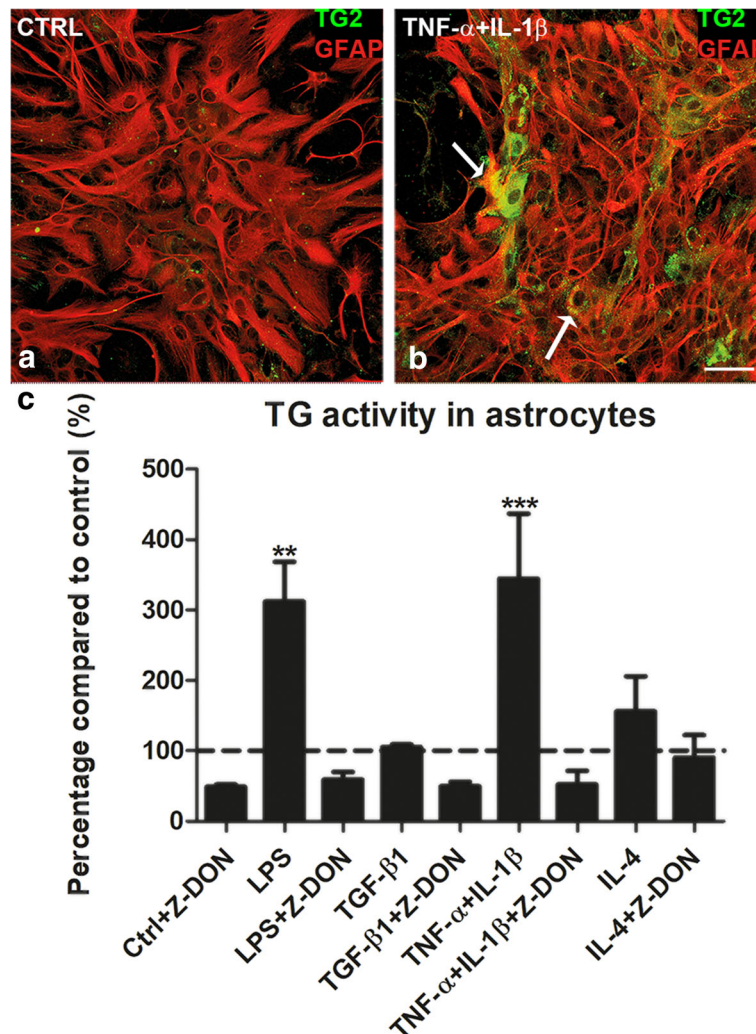 CTRL TG2
GFAP
a
TNF-α+IL-1β TG2
GFAP
b
c
TG activity in astrocytes
Percentage compared to control (%)
500
400
300
200
100
0
**
***
Ctrl+Z-DON
LPS
LPS+Z-DON
TGF-β1
TGF-β1+Z-DON
TNF-α+IL-1β
TNF-α+IL-1β+Z-DON
IL-4
IL-4+Z-DON